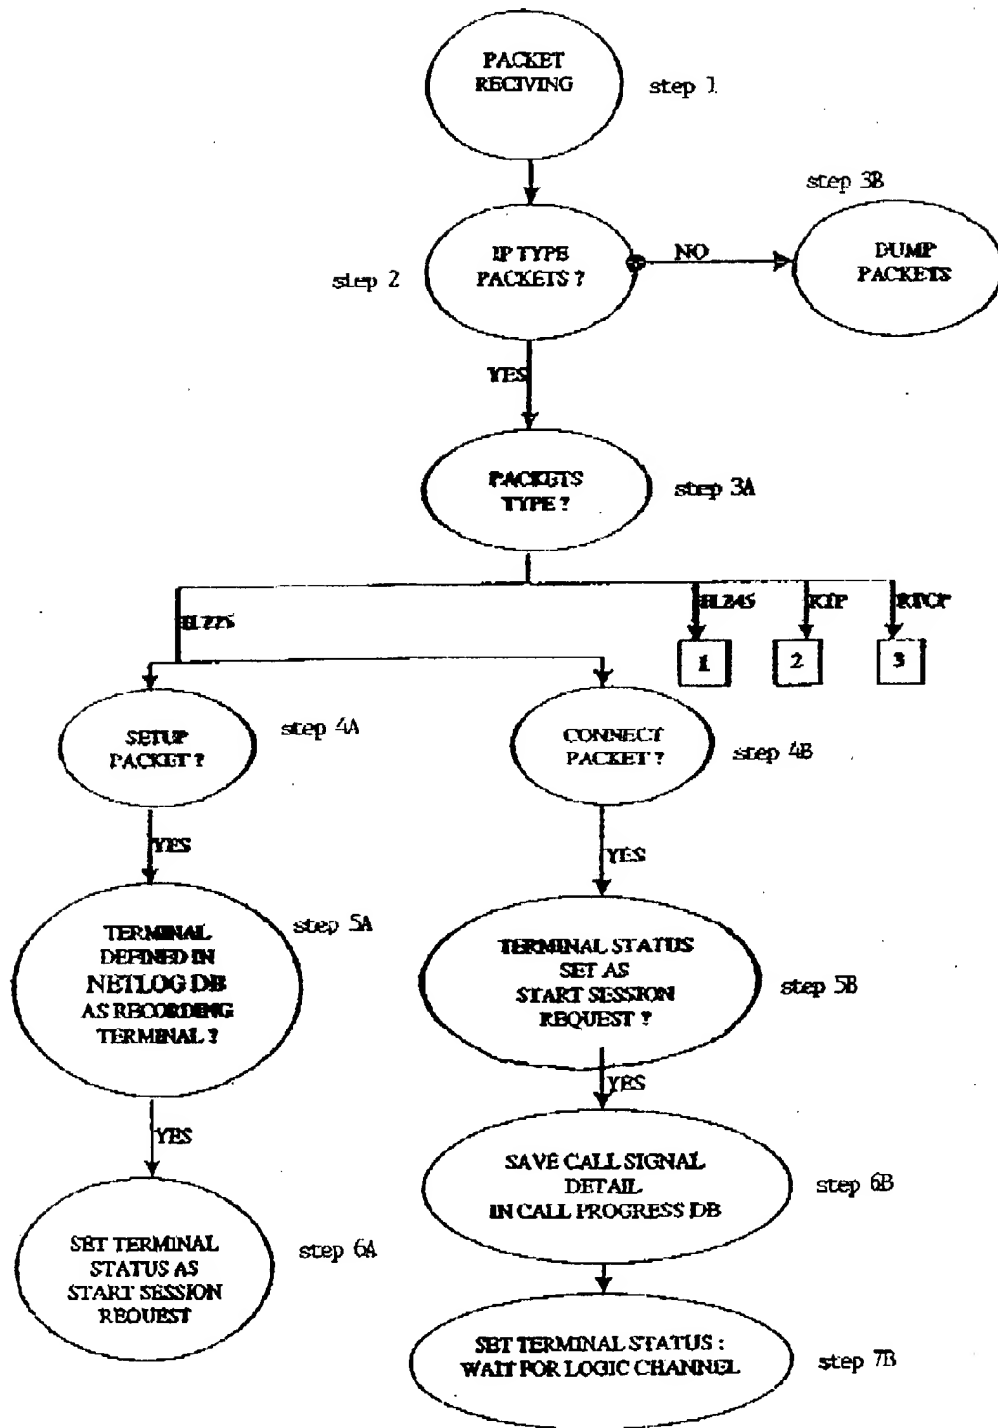 PACKET
RECIVING
step 1
step 3B
IP TYPE
PACKETS ?
step 2
NO
DUMP
PACKETS
YES
PACKETS
TYPE ?
step 3A
H.225
H.245
RTP
RTCP
1
2
3
SETUP
PACKET ?
step 4A
CONNECT
PACKET ?
step 4B
YES
YES
TERMINAL
DEFINED IN
NETLOG DB
AS RECORDING
TERMINAL ?
step 5A
TERMINAL STATUS
SET AS
START SESSION
REQUEST ?
step 5B
YES
YES
SET TERMINAL
STATUS AS
START SESSION
REQUEST
step 6A
SAVE CALL SIGNAL
DETAIL
IN CALL PROGRESS DB
step 6B
SET TERMINAL STATUS :
WAIT FOR LOGIC CHANNEL
step 7B